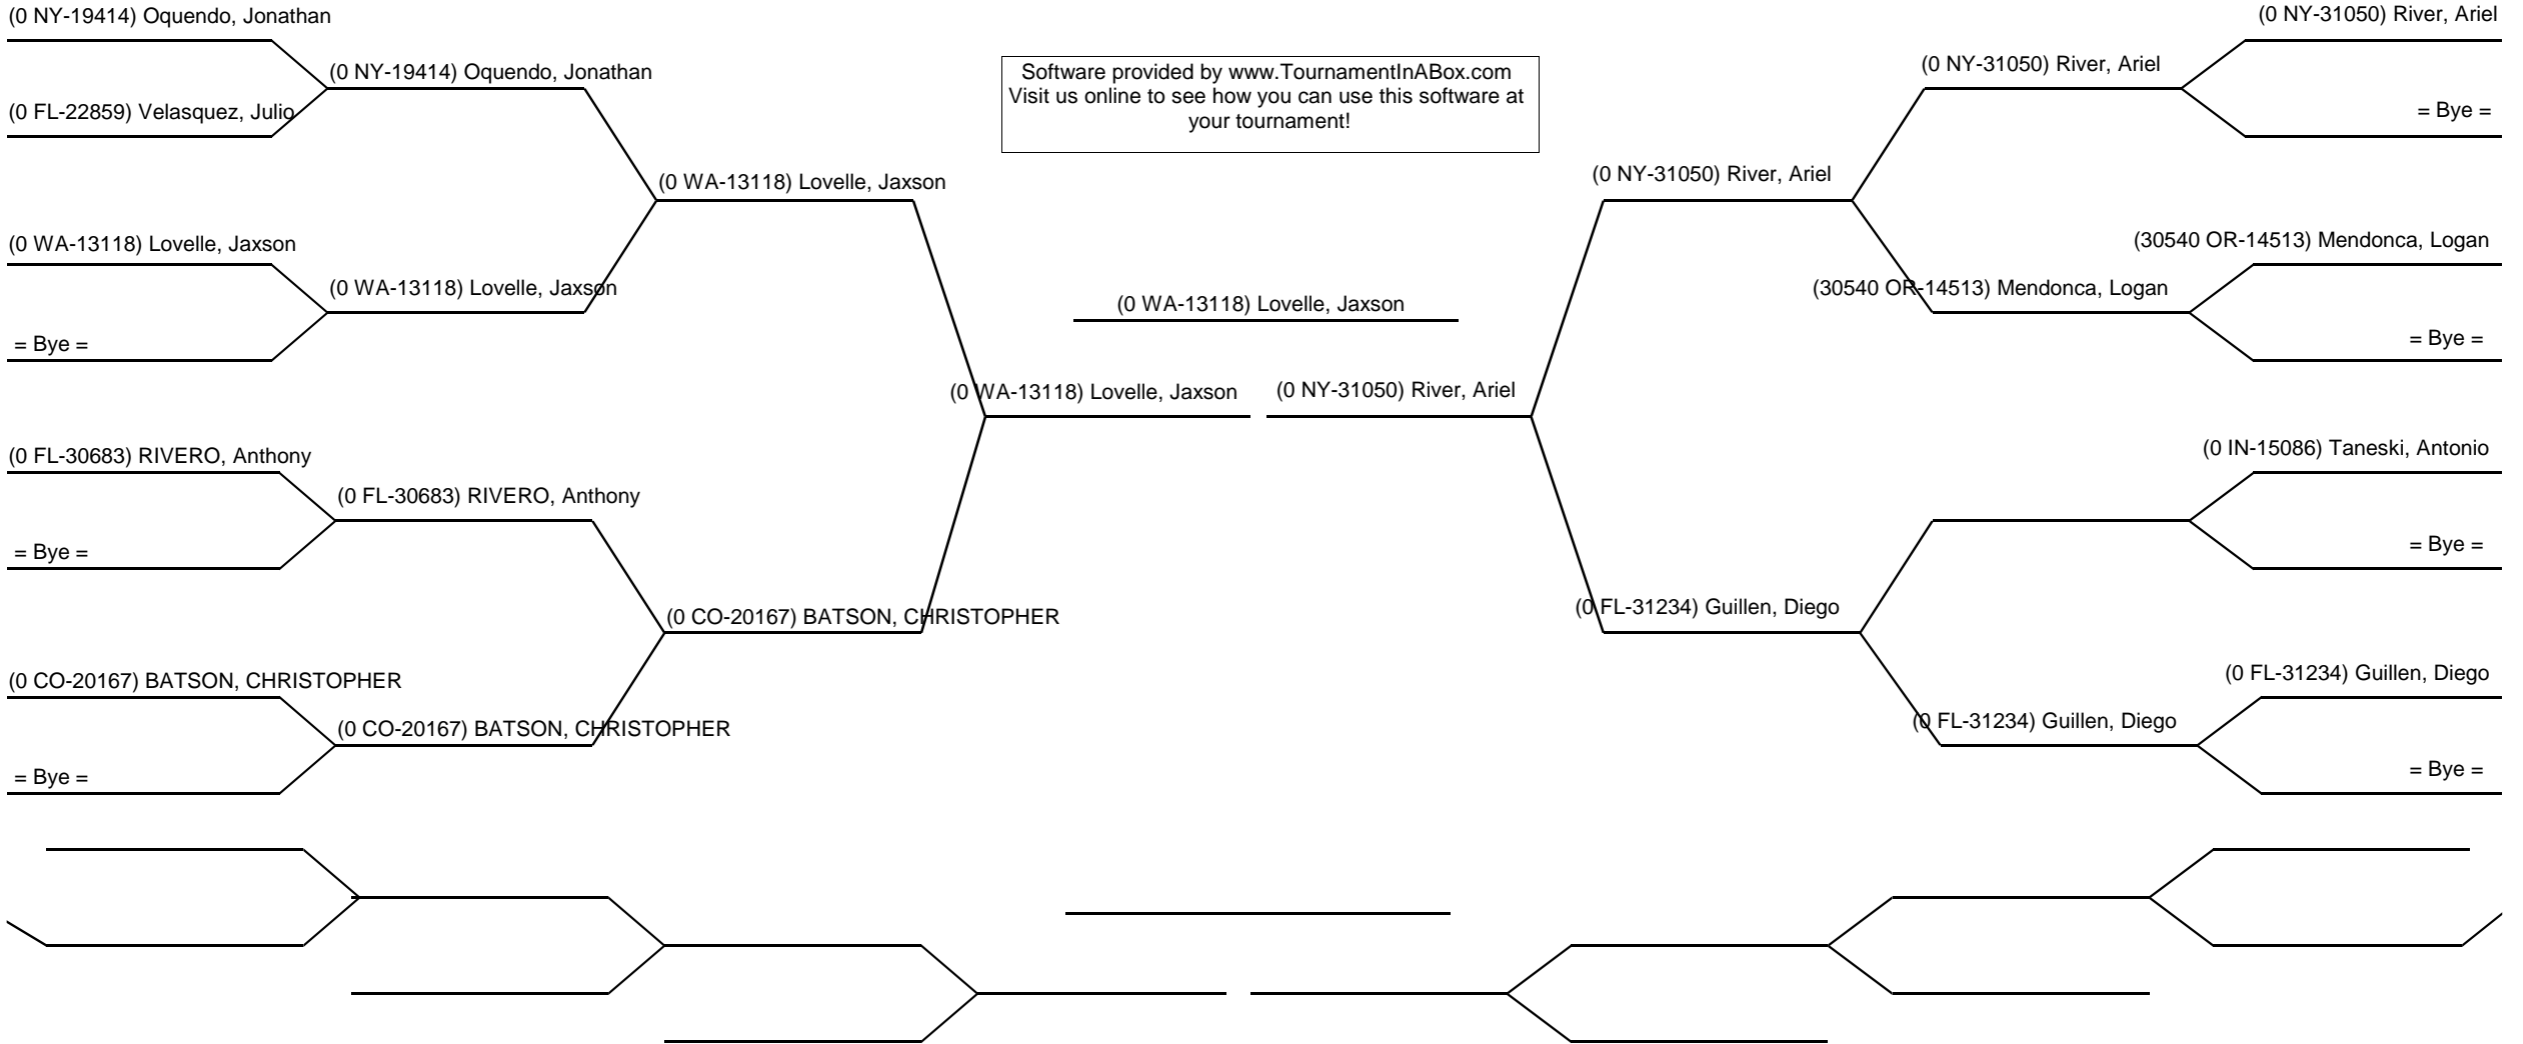 (0 NY-19414) Oquendo, Jonathan
(0 FL-22859) Velasquez, Julio
(0 WA-13118) Lovelle, Jaxson
= Bye =
(0 FL-30683) RIVERO, Anthony
= Bye =
(0 CO-20167) BATSON, CHRISTOPHER
= Bye =
(0 NY-19414) Oquendo, Jonathan
(0 WA-13118) Lovelle, Jaxson
(0 FL-30683) RIVERO, Anthony
(0 CO-20167) BATSON, CHRISTOPHER
(0 WA-13118) Lovelle, Jaxson
(0 CO-20167) BATSON, CHRISTOPHER
Software provided by www.TournamentInABox.com
Visit us online to see how you can use this software at
your tournament!
(0 WA-13118) Lovelle, Jaxson
(0 WA-13118) Lovelle, Jaxson
(0 NY-31050) River, Ariel
(0 NY-31050) River, Ariel
(0 FL-31234) Guillen, Diego
(0 NY-31050) River, Ariel
(30540 OR-14513) Mendonca, Logan
(0 FL-31234) Guillen, Diego
(0 NY-31050) River, Ariel
= Bye =
(30540 OR-14513) Mendonca, Logan
= Bye =
(0 IN-15086) Taneski, Antonio
= Bye =
(0 FL-31234) Guillen, Diego
= Bye =